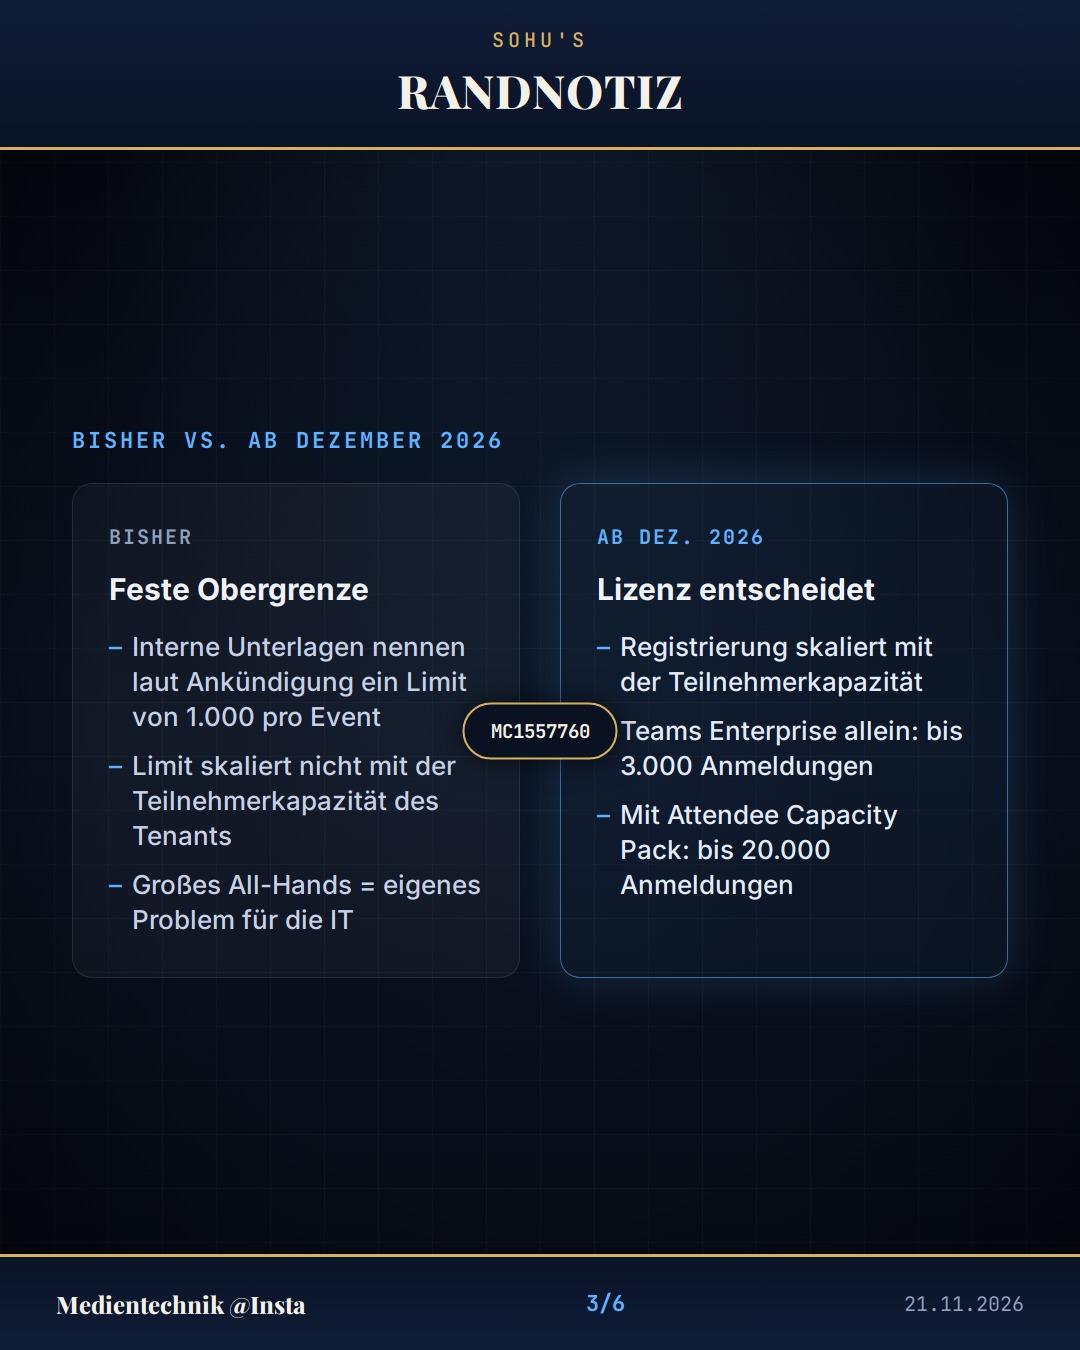 SOHU'S
RANDNOTIZ
BISHER VS. AB DEZEMBER 2026
BISHER
Feste Obergrenze
– Interne Unterlagen nennen
laut Ankündigung ein Limit
von 1.000 pro Event
– Limit skaliert nicht mit der
Teilnehmerkapazität des
Tenants
– Großes All-Hands = eigenes
Problem für die IT
MC1557760
AB DEZ. 2026
Lizenz entscheidet
– Registrierung skaliert mit
der Teilnehmerkapazität
Teams Enterprise allein: bis
3.000 Anmeldungen
– Mit Attendee Capacity
Pack: bis 20.000
Anmeldungen
Medientechnik @Insta
3/6
21.11.2026